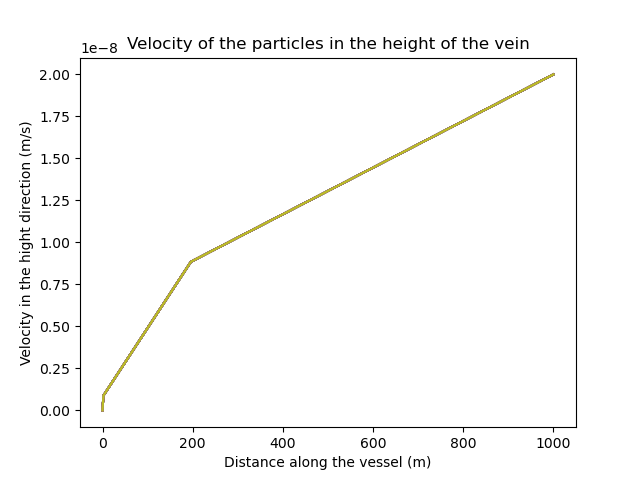 Velocity of the particles in the height of the vein
1e−8
2.00
1.75
1.50
1.25
1.00
0.75
0.50
0.25
0.00
Velocity in the hight direction (m/s)
0 200 400 600 800 1000
Distance along the vessel (m)